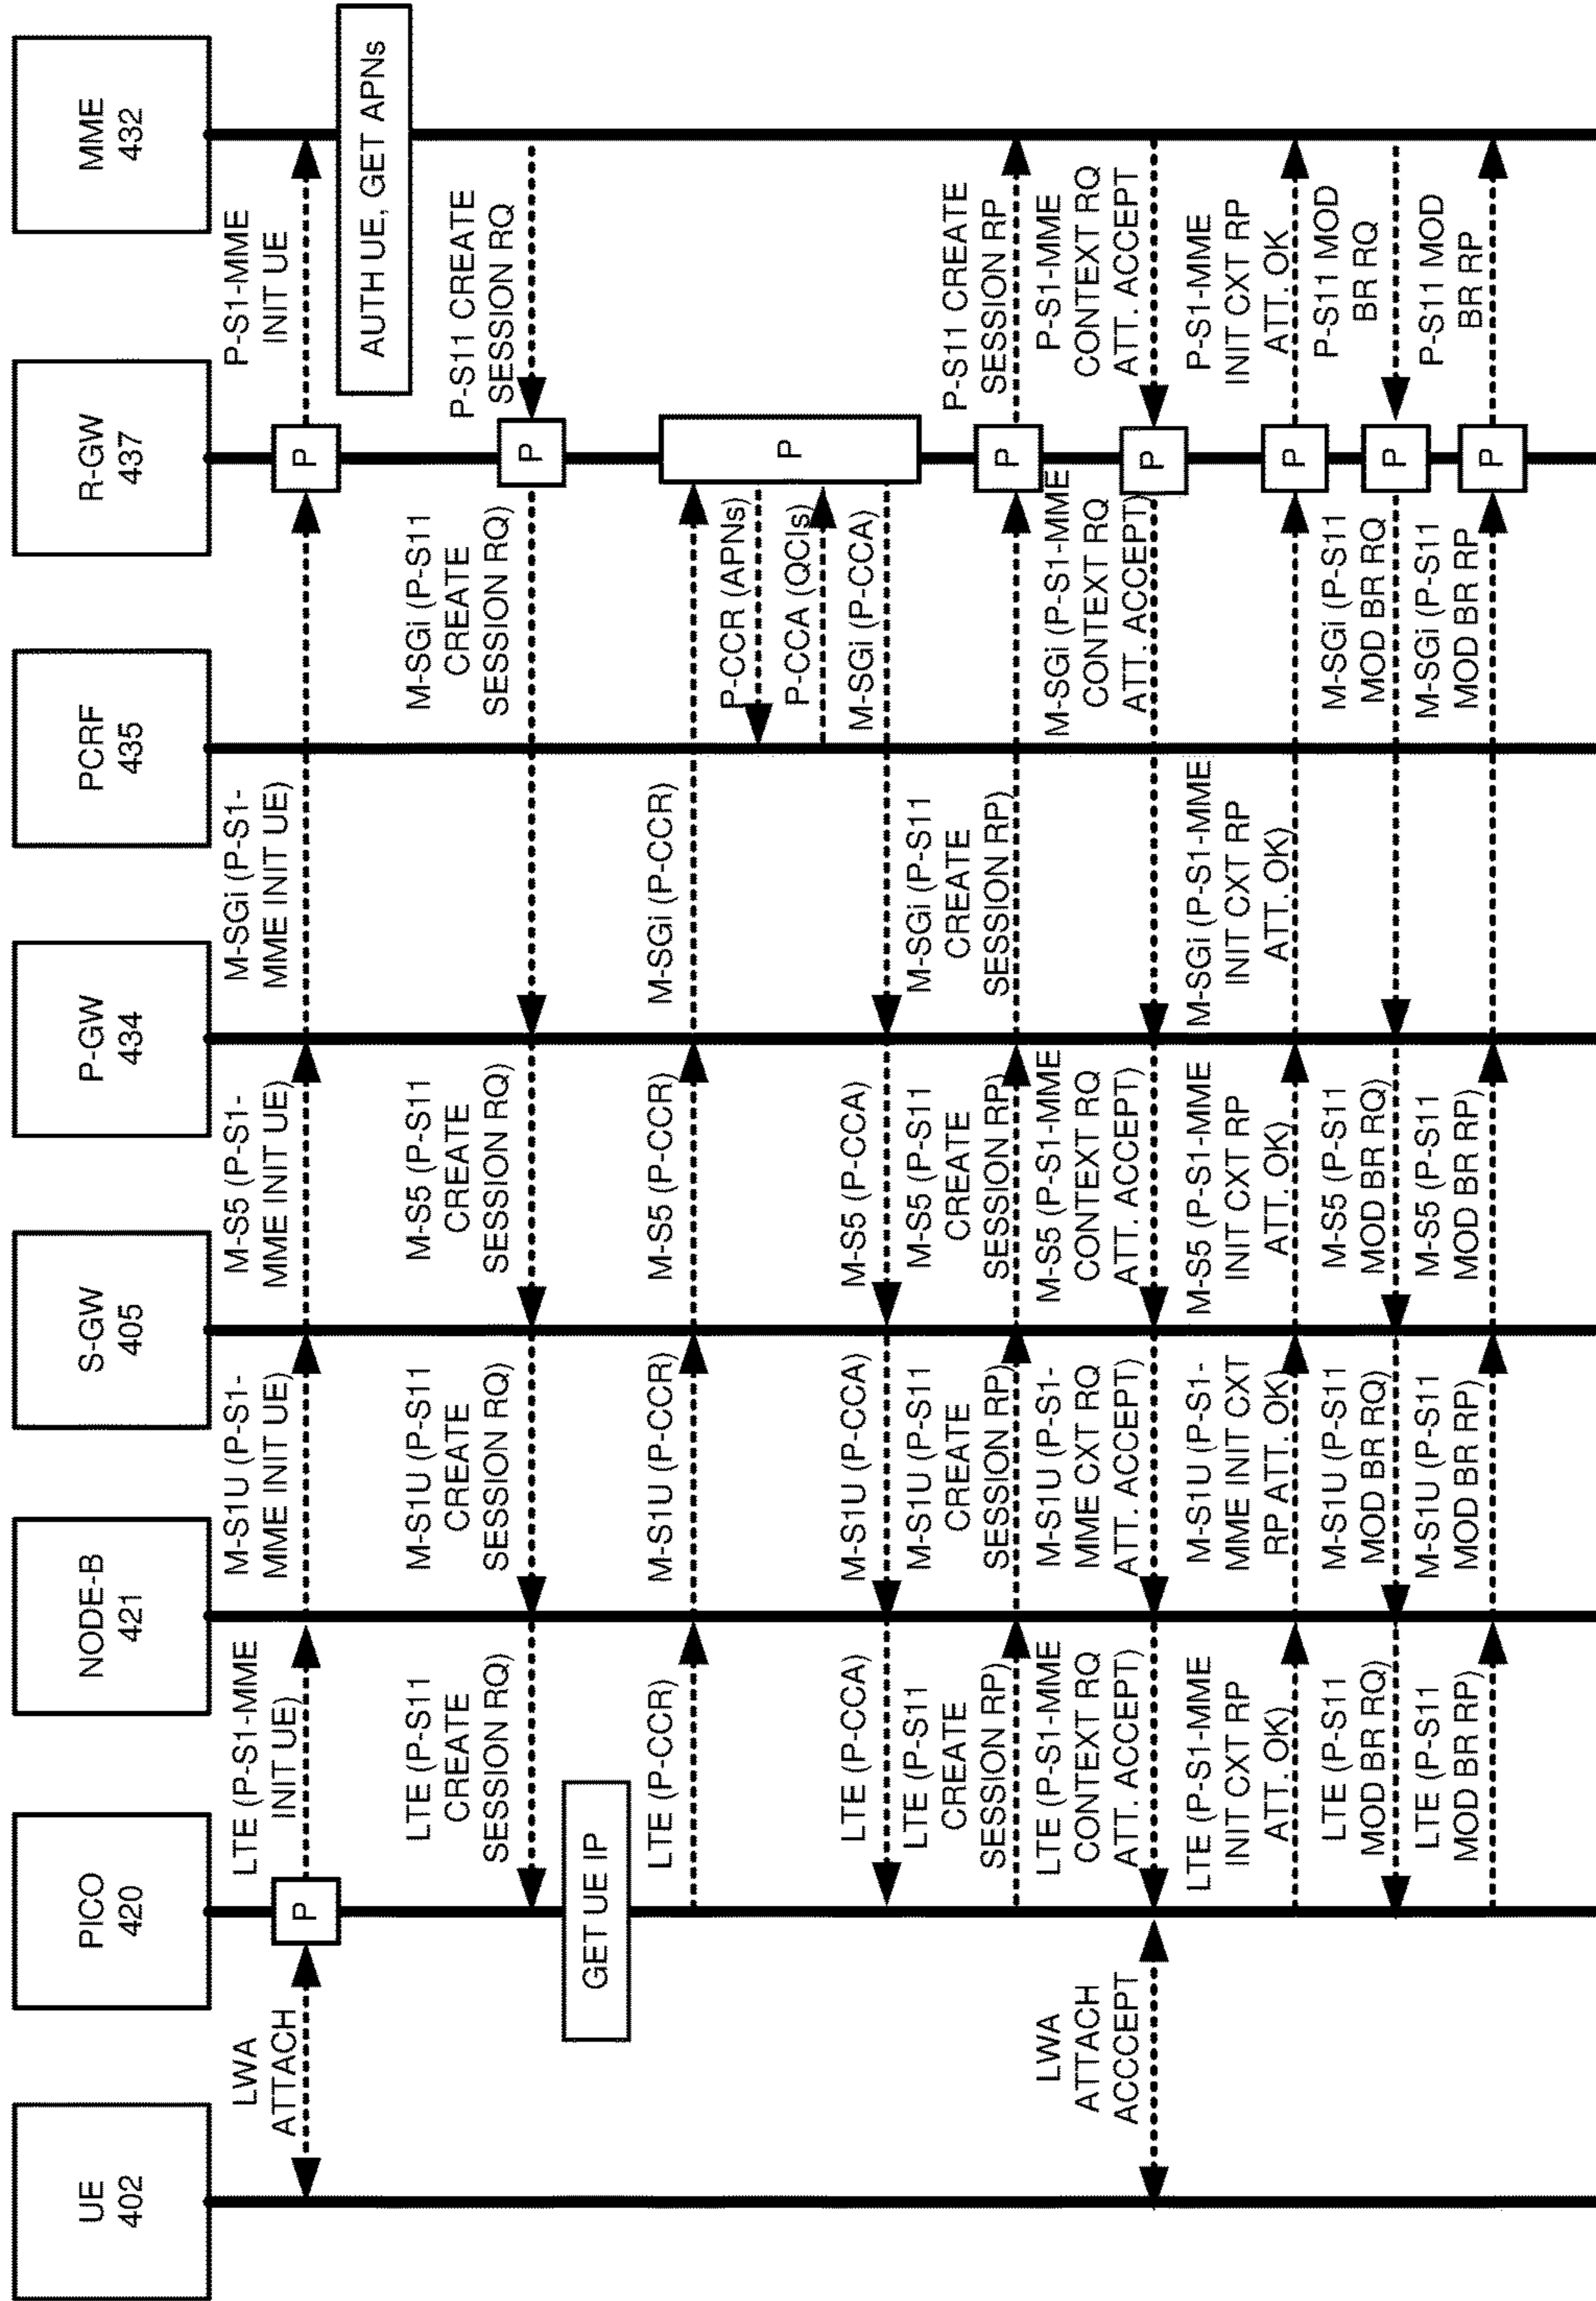 UE
402
PICO
420
NODE-B
421
S-GW
405
P-GW
434
PCRF
435
R-GW
437
MME
432
LWA
ATTACH
P
LTE (P-S1-MME
INIT UE)
M-S1U (P-S1-
MME INIT UE)
M-S5 (P-S1-
MME INIT UE)
M-SGi (P-S1-
MME INIT UE)
P
P-S1-MME
INIT UE
AUTH UE, GET APNs
LTE (P-S11
CREATE
SESSION RQ)
M-S1U (P-S11
CREATE
SESSION RQ)
M-S5 (P-S11
CREATE
SESSION RQ)
M-SGi (P-S11
CREATE
SESSION RQ)
P
P-S11 CREATE
SESSION RQ
GET UE IP
LTE (P-CCR)
M-S1U (P-CCR)
M-S5 (P-CCR)
M-SGi (P-CCR)
P
P-CCR (APNs)
P-CCA (QCIs)
LTE (P-CCA)
M-S1U (P-CCA)
M-S5 (P-CCA)
M-SGi (P-CCA)
LTE (P-S11
CREATE
SESSION RP)
M-S1U (P-S11
CREATE
SESSION RP)
M-S5 (P-S11
CREATE
SESSION RP)
M-SGi (P-S11
CREATE
SESSION RP)
P
P-S11 CREATE
SESSION RP
LWA
ATTACH
ACCCEPT
LTE (P-S1-MME
CONTEXT RQ
ATT. ACCEPT)
M-S1U (P-S1-
MME CXT RQ
ATT. ACCEPT)
M-S5 (P-S1-MME
CONTEXT RQ
ATT. ACCEPT)
M-SGi (P-S1-MME
CONTEXT RQ
ATT. ACCEPT)
P
P-S1-MME
CONTEXT RQ
ATT. ACCEPT
LTE (P-S1-MME
INIT CXT RP
ATT. OK)
M-S1U (P-S1-
MME INIT CXT
RP ATT. OK)
M-S5 (P-S1-MME
INIT CXT RP
ATT. OK)
M-SGi (P-S1-MME
INIT CXT RP
ATT. OK)
P
P-S1-MME
INIT CXT RP
ATT. OK
LTE (P-S11
MOD BR RQ)
M-S1U (P-S11
MOD BR RQ)
M-S5 (P-S11
MOD BR RQ)
M-SGi (P-S11
MOD BR RQ
P
P-S11 MOD
BR RQ
LTE (P-S11
MOD BR RP)
M-S1U (P-S11
MOD BR RP)
M-S5 (P-S11
MOD BR RP)
M-SGi (P-S11
MOD BR RP
P
P-S11 MOD
BR RP